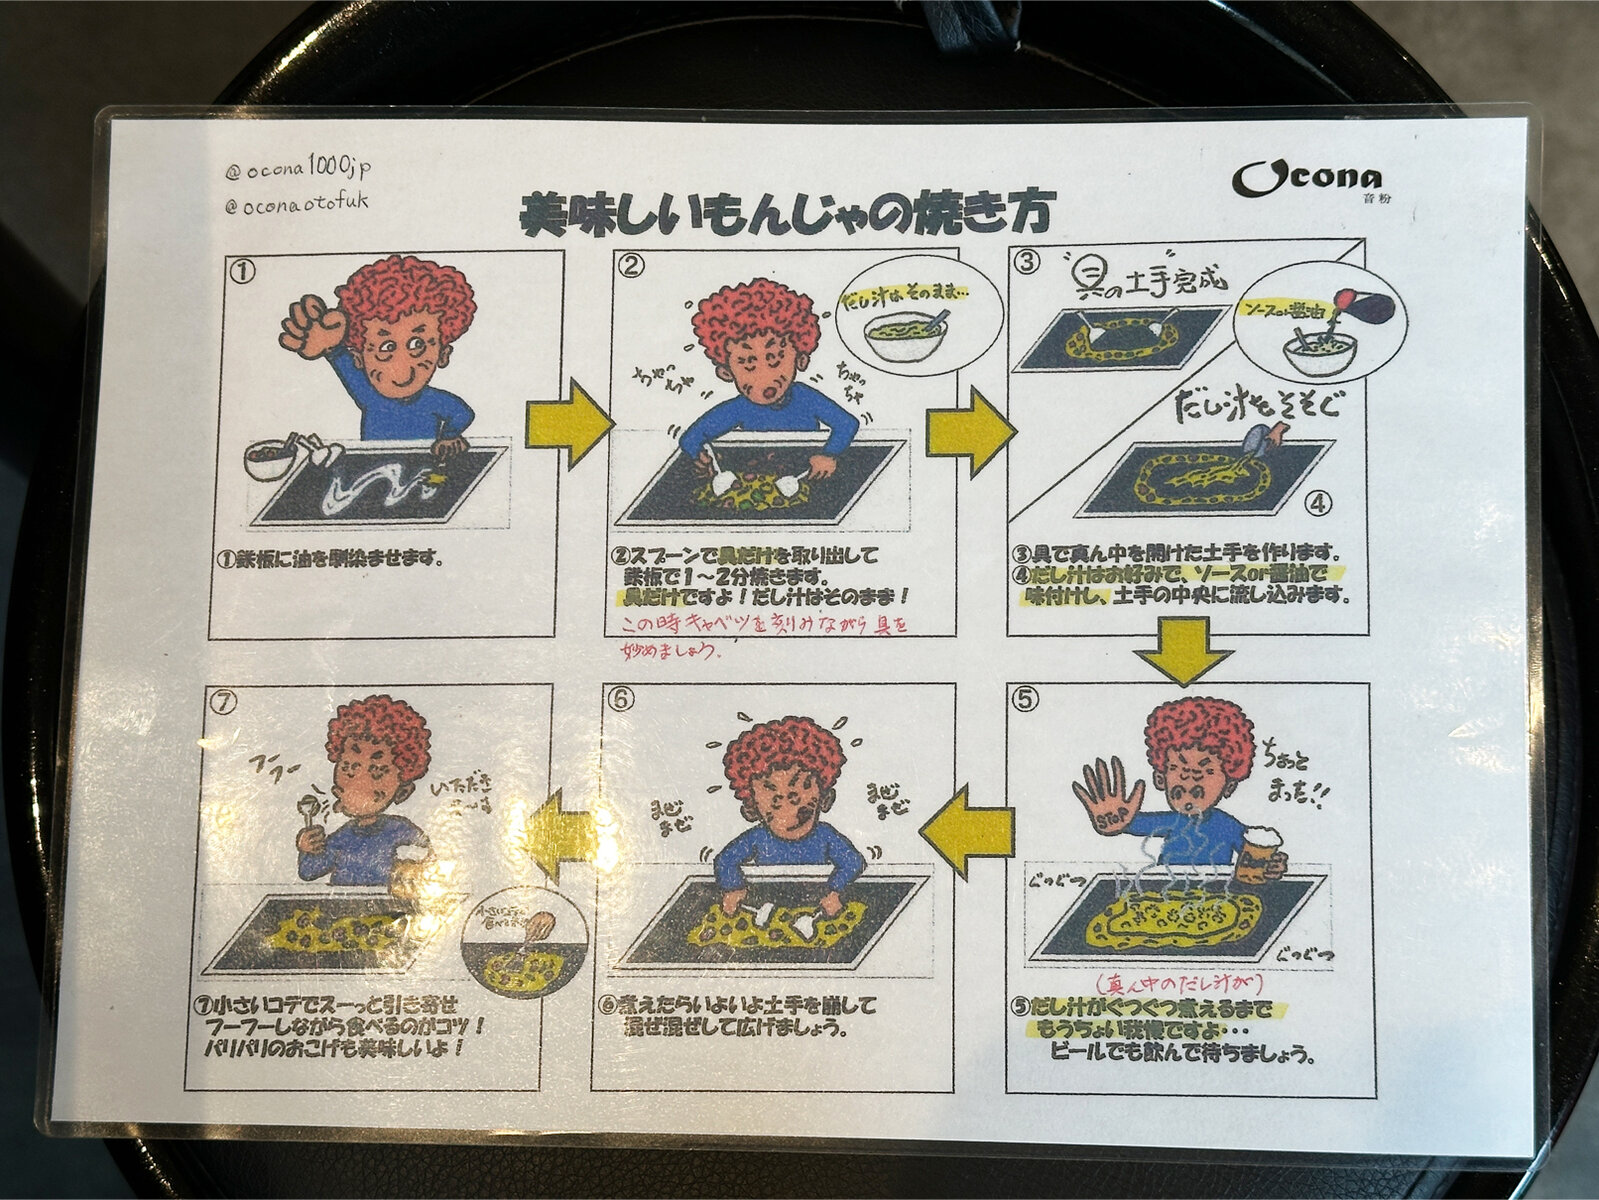 @ocona1000jp
@oconaotofuk
美味しいもんじゃの焼き方
Ocona
音粉
①
①鉄板に油を馴染ませます。
②
だし汁はそのまま…
ちゃっちゃ
ちゃっちゃ
②スプーンで具だけを取り出して
鉄板で1～2分焼きます。
具だけですよ！だし汁はそのまま！
この時キャベツを刻みながら具を
炒めましょう。
③
具の土手完成
ソースor醤油
だし汁をそそぐ
④
③具で真ん中を開けた土手を作ります。
④だし汁はお好みで、ソースor醤油で
味付けし、土手の中央に流し込みます。
⑤
ちょっと
まった!!
STOP
ぐつぐつ
ぐつぐつ
(真ん中のだし汁が)
⑤だし汁がぐつぐつ煮えるまで
もうちょい我慢ですよ…
ビールでも飲んで待ちましょう。
⑥
まぜ
まぜ
まぜ
まぜ
⑥煮えたらいよいよ土手を崩して
混ぜ混ぜして広げましょう。
⑦
フー
フー
いただき
ま～す
⑦小さいコテでスーっと引き寄せ
フーフーしながら食べるのがコツ！
パリパリのおこげも美味しいよ！